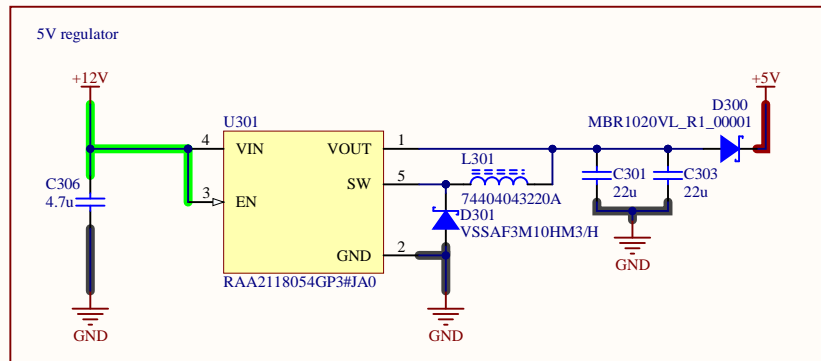 5V regulator
+12V
+5V
D300
MBR1020VL_R1_00001
U301
4
VIN
VOUT
1
L301
C306
4.7u
3
EN
SW
5
74404043220A
C301
22u
C303
22u
D301
VSSAF3M10HM3/H
GND
2
RAA2118054GP3#JA0
GND
GND
GND